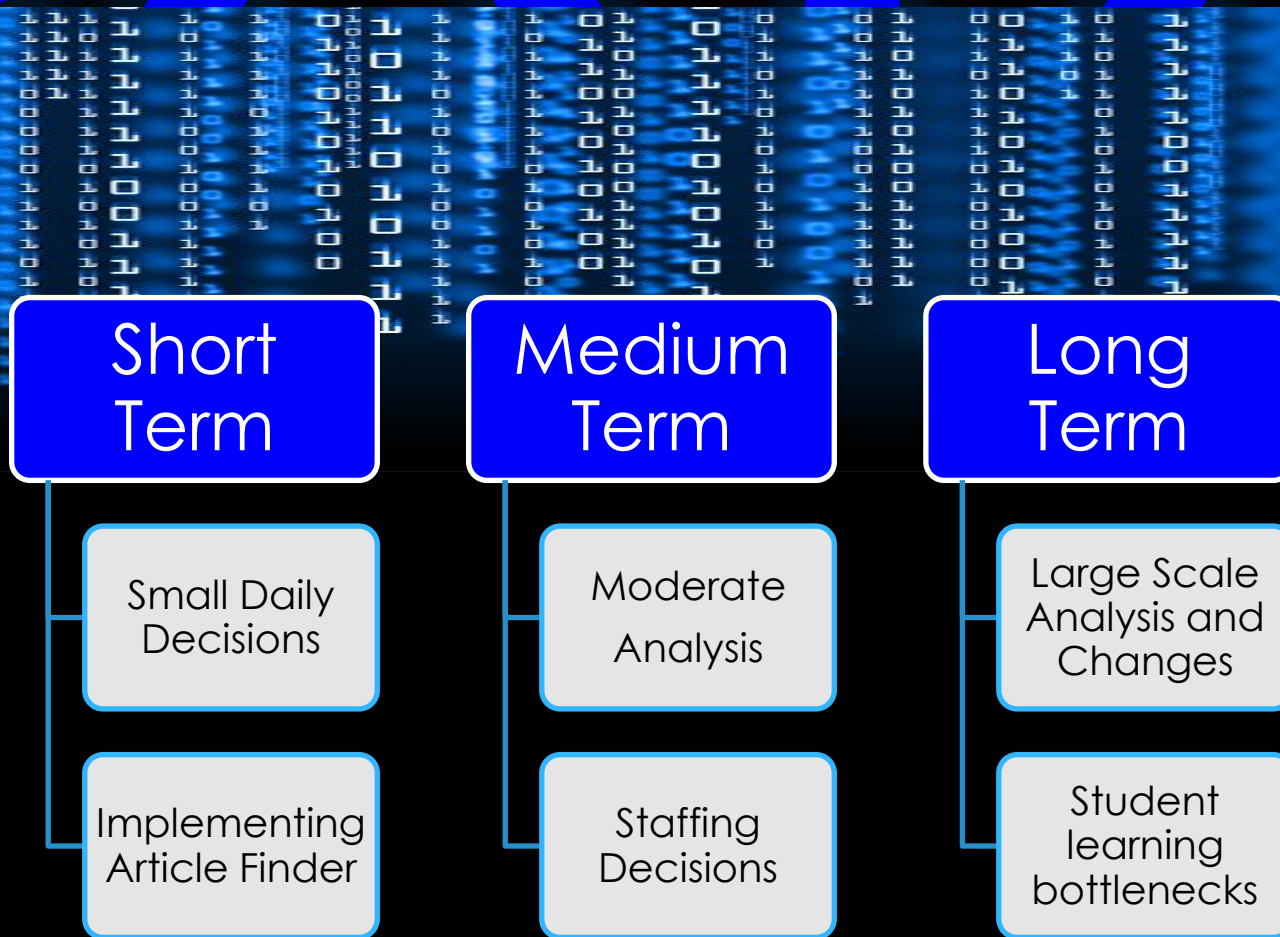 Short
Term
Small Daily
Decisions
Implementing
Article Finder
Medium
Term
Moderate
Analysis
Staffing
Decisions
Long
Term
Large Scale
Analysis and
Changes
Student
learning
bottlenecks